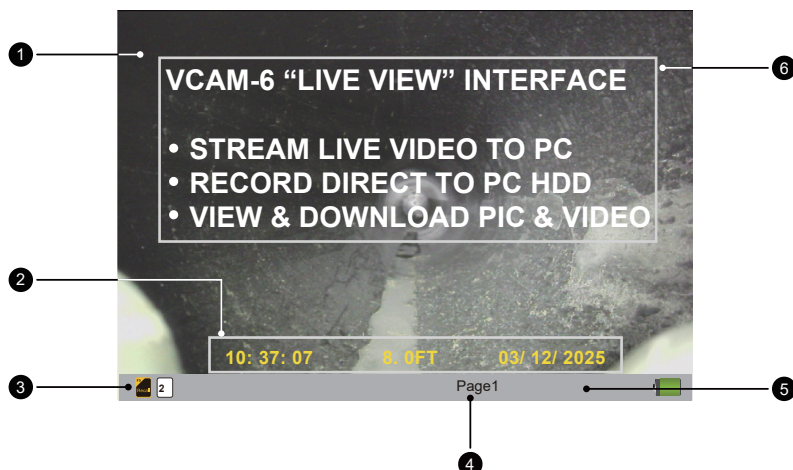 1
6
VCAM-6 “LIVE VIEW” INTERFACE
• STREAM LIVE VIDEO TO PC
• RECORD DIRECT TO PC HDD
• VIEW & DOWNLOAD PIC & VIDEO
2
10: 37: 07 8. 0FT 03/ 12/ 2025
3
2
Page1
5
4